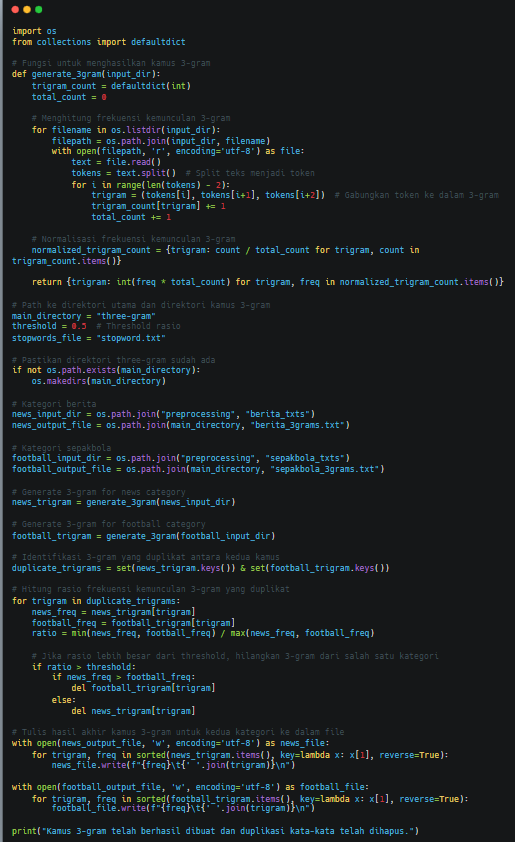 import os
from collections import defaultdict
# Fungsi untuk menghasilkan kamus 3-gram
def generate_3gram(input_dir):
    trigram_count = defaultdict(int)
    total_count = 0
    # Menghitung frekuensi kemunculan 3-gram
    for filename in os.listdir(input_dir):
        filepath = os.path.join(input_dir, filename)
        with open(filepath, 'r', encoding='utf-8') as file:
            text = file.read()
            tokens = text.split()  # Split teks menjadi token
            for i in range(len(tokens) - 2):
                trigram = (tokens[i], tokens[i+1], tokens[i+2])  # Gabungkan token ke dalam 3-gram
                trigram_count[trigram] += 1
                total_count += 1
    # Normalisasi frekuensi kemunculan 3-gram
    normalized_trigram_count = {trigram: count / total_count for trigram, count in
trigram_count.items()}
    return {trigram: int(freq * total_count) for trigram, freq in normalized_trigram_count.items()}
# Path ke direktori utama dan direktori kamus 3-gram
main_directory = "three-gram"
threshold = 0.5  # Threshold rasio
stopwords_file = "stopword.txt"
# Pastikan direktori three-gram sudah ada
if not os.path.exists(main_directory):
    os.makedirs(main_directory)
# Kategori berita
news_input_dir = os.path.join("preprocessing", "berita_txts")
news_output_file = os.path.join(main_directory, "berita_3grams.txt")
# Kategori sepakbola
football_input_dir = os.path.join("preprocessing", "sepakbola_txts")
football_output_file = os.path.join(main_directory, "sepakbola_3grams.txt")
# Generate 3-gram for news category
news_trigram = generate_3gram(news_input_dir)
# Generate 3-gram for football category
football_trigram = generate_3gram(football_input_dir)
# Identifikasi 3-gram yang duplikat antara kedua kamus
duplicate_trigrams = set(news_trigram.keys()) & set(football_trigram.keys())
# Hitung rasio frekuensi kemunculan 3-gram yang duplikat
for trigram in duplicate_trigrams:
    news_freq = news_trigram[trigram]
    football_freq = football_trigram[trigram]
    ratio = min(news_freq, football_freq) / max(news_freq, football_freq)
    # Jika rasio lebih besar dari threshold, hilangkan 3-gram dari salah satu kategori
    if ratio > threshold:
        if news_freq > football_freq:
            del football_trigram[trigram]
        else:
            del news_trigram[trigram]
# Tulis hasil akhir kamus 3-gram untuk kedua kategori ke dalam file
with open(news_output_file, 'w', encoding='utf-8') as news_file:
    for trigram, freq in sorted(news_trigram.items(), key=lambda x: x[1], reverse=True):
        news_file.write(f"{freq}\t{' '.join(trigram)}\n")
with open(football_output_file, 'w', encoding='utf-8') as football_file:
    for trigram, freq in sorted(football_trigram.items(), key=lambda x: x[1], reverse=True):
        football_file.write(f"{freq}\t{' '.join(trigram)}\n")
print("Kamus 3-gram telah berhasil dibuat dan duplikasi kata-kata telah dihapus.")